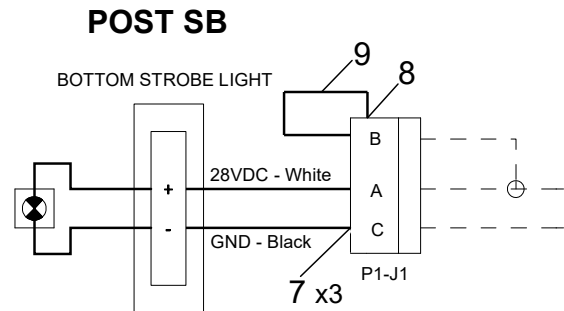 POST SB
BOTTOM STROBE LIGHT
9
8
B
28VDC - White
+
A
-
C
GND - Black
7 x3
P1-J1